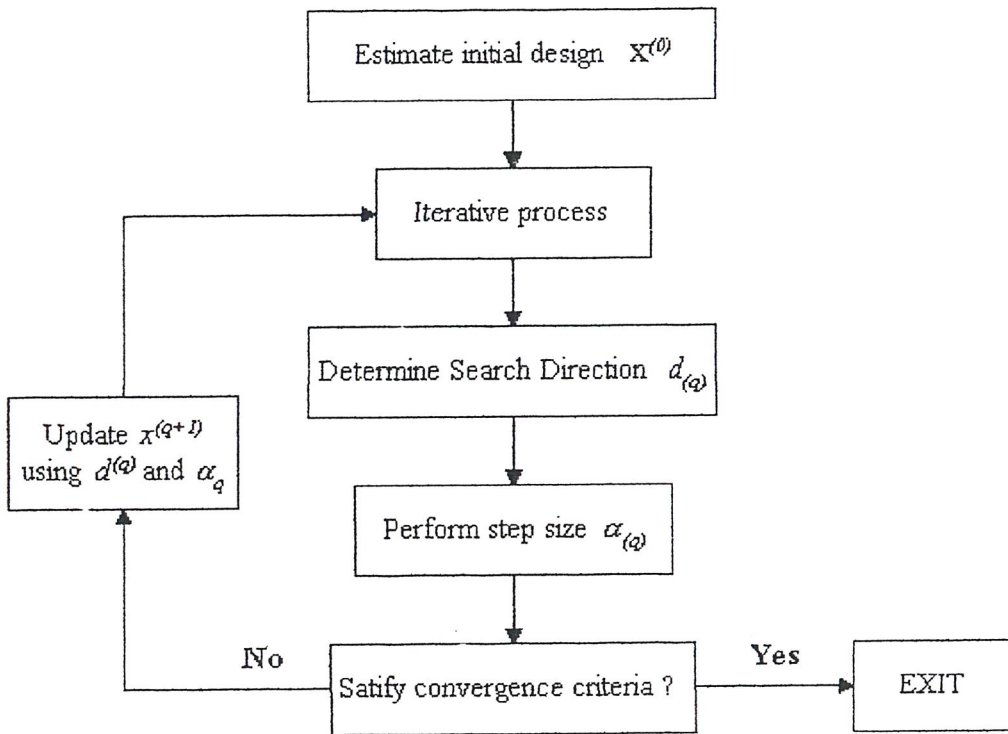 Estimate initial design X^(0)
Iterative process
Determine Search Direction d_(q)
Update x^(q+1)
using d^(q) and α_q
Perform step size α_(q)
No
Satify convergence criteria ?
Yes
EXIT